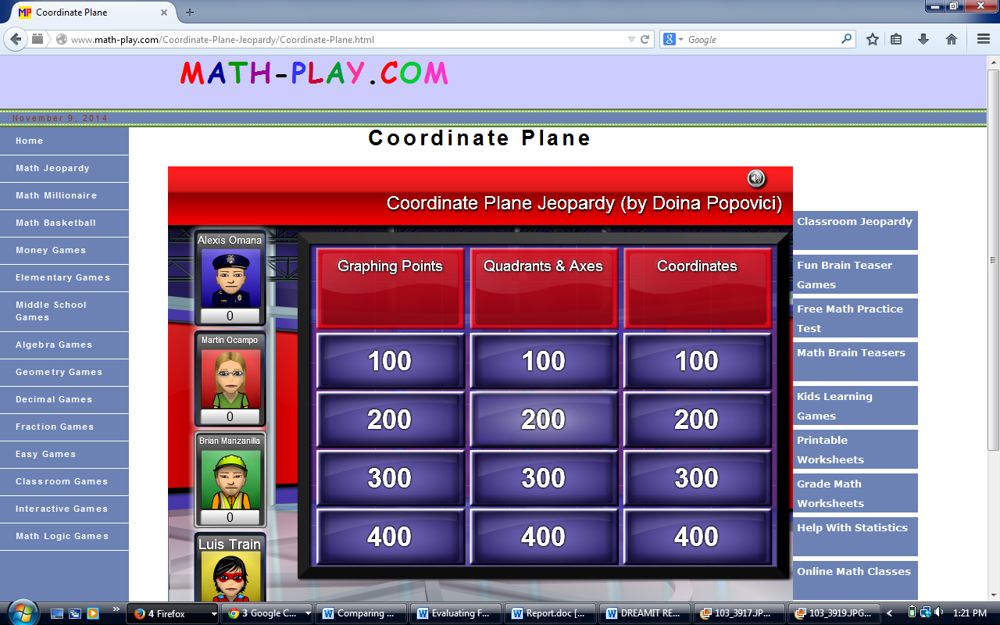 Coordinate Plane
www.math-play.com/Coordinate-Plane-Jeopardy/Coordinate-Plane.html
Google
MATH-PLAY.COM
November 9, 2014
Home
Math Jeopardy
Math Millionaire
Math Basketball
Money Games
Elementary Games
Middle School
Games
Algebra Games
Geometry Games
Decimal Games
Fraction Games
Easy Games
Classroom Games
Interactive Games
Math Logic Games
Coordinate Plane
Coordinate Plane Jeopardy (by Doina Popovici)
Alexis Omana
0
Martin Ocampo
0
Brian Manzanilla
0
Luis Train
Graphing Points Quadrants & Axes Coordinates
100 100 100
200 200 200
300 300 300
400 400 400
Classroom Jeopardy
Fun Brain Teaser
Games
Free Math Practice
Test
Math Brain Teasers
Kids Learning
Games
Printable
Worksheets
Grade Math
Worksheets
Help With Statistics
Online Math Classes
4 Firefox
3 Google C...
Comparing ...
Evaluating F...
Report.doc [...
DREAMIT RE...
103_3917.JP...
103_3919.JPG...
1:21 PM